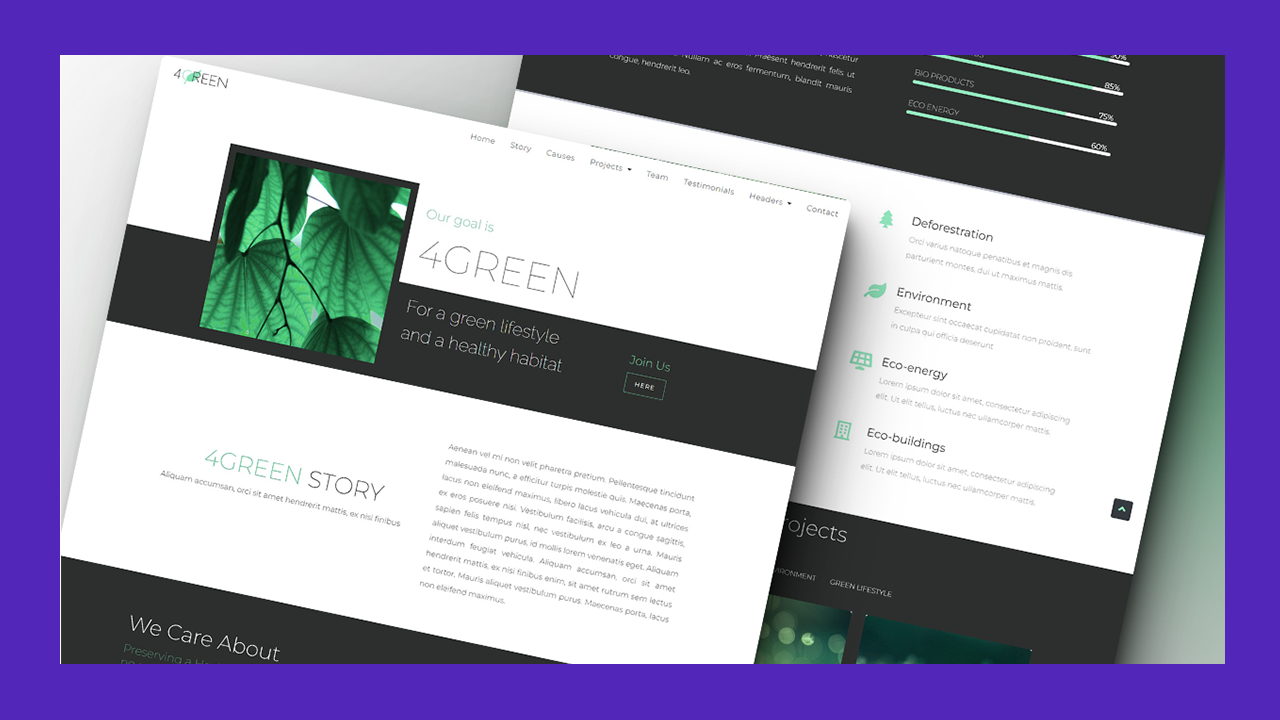 4GREEN
Home Story Causes Projects Team Testimonials Headers Contact
Our goal is
4GREEN
For a green lifestyle
and a healthy habitat
Join Us
HERE
4GREEN STORY
Aliquam accumsan, orci sit amet hendrerit mattis, ex nisi finibus
Aenean vel mi non velit pharetra pretium. Pellentesque tincidunt
malesuada nunc, a efficitur turpis molestie quis. Maecenas porta,
lacus non eleifend maximus, libero lacus vehicula dui, at ultrices
ex eros posuere nisi. Vestibulum facilisis, arcu a congue sagittis,
sapien felis tempus nisl, nec vestibulum ex leo a urna. Mauris
aliquet vestibulum purus, id mollis lorem venenatis eget. Aliquam
interdum feugiat vehicula. Aliquam accumsan, orci sit amet
hendrerit mattis, ex nisi finibus enim, sit amet rutrum sem lectus
et tortor. Mauris aliquet vestibulum purus. Maecenas porta, lacus
non eleifend maximus.
We Care About
Preserving a
praesent hendrerit felis ut
congue, hendrerit leo. Nullam ac eros fermentum, blandit mauris
90%
85%
BIO PRODUCTS
75%
ECO ENERGY
60%
Deforestration
Orci varius natoque penatibus et magnis dis
parturient montes, dui ut maximus mattis.
Environment
Excepteur sint occaecat cupidatat non proident, sunt
in culpa qui officia deserunt
Eco-energy
Lorem ipsum dolor sit amet, consectetur adipiscing
elit. Ut elit tellus, luctus nec ullamcorper mattis.
Eco-buildings
Lorem ipsum dolor sit amet, consectetur adipiscing
elit. Ut elit tellus, luctus nec ullamcorper mattis.
ojects
IRONMENT GREEN LIFESTYLE